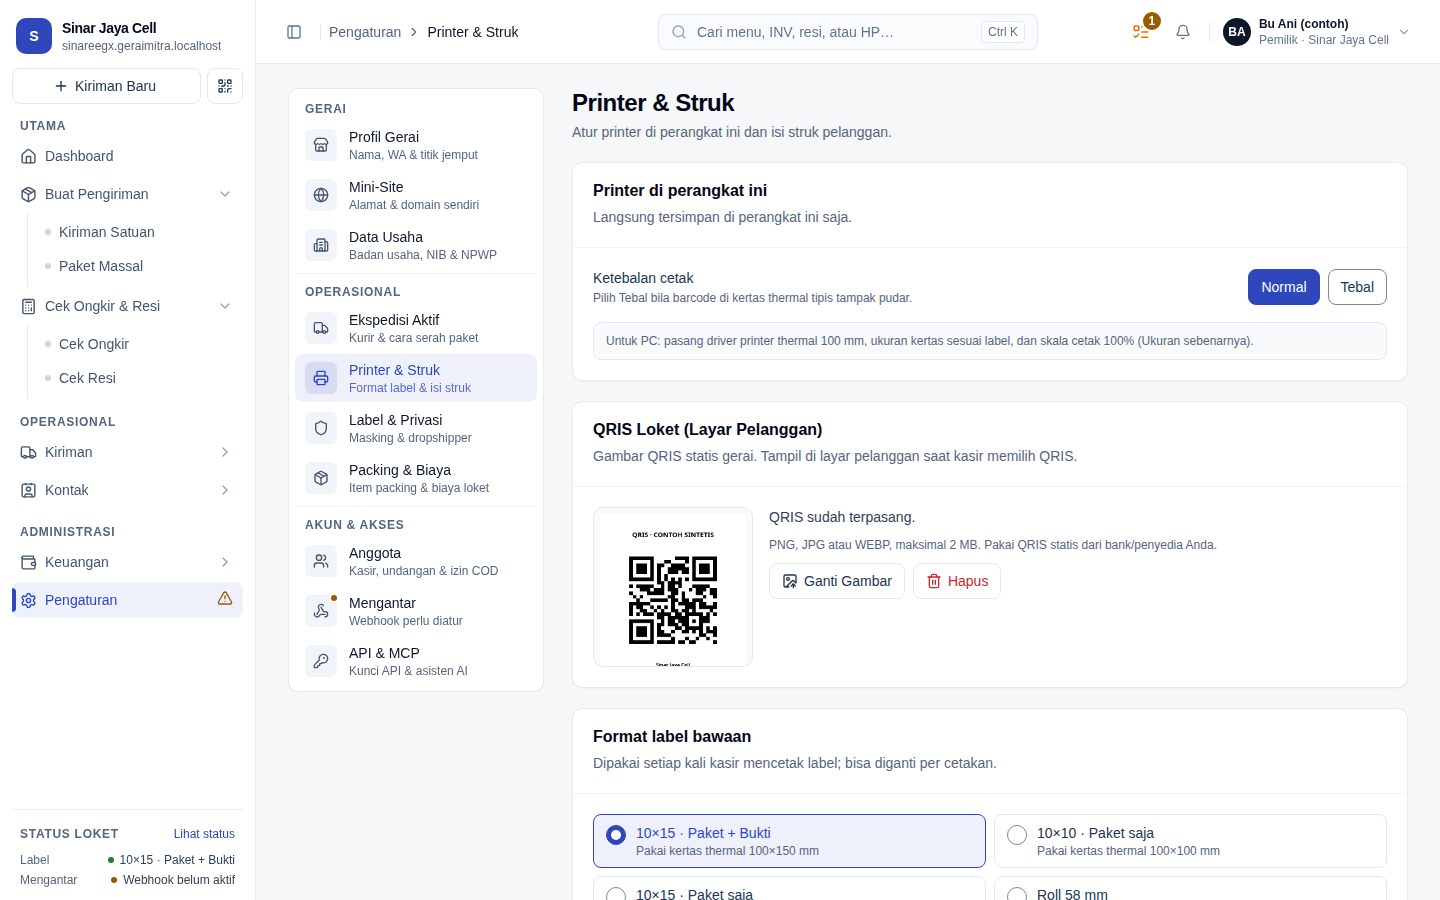 S
Sinar Jaya Cell
sinareegx.geraimitra.localhost
Kiriman Baru
UTAMA
Dashboard
Buat Pengiriman
Kiriman Satuan
Paket Massal
Cek Ongkir & Resi
Cek Ongkir
Cek Resi
OPERASIONAL
Kiriman
Kontak
ADMINISTRASI
Keuangan
Pengaturan
STATUS LOKET
Lihat status
Label
10×15 · Paket + Bukti
Mengantar
Webhook belum aktif
Pengaturan
Printer & Struk
Cari menu, INV, resi, atau HP…
Ctrl K
1
BA
Bu Ani (contoh)
Pemilik · Sinar Jaya Cell
GERAI
Profil Gerai
Nama, WA & titik jemput
Mini-Site
Alamat & domain sendiri
Data Usaha
Badan usaha, NIB & NPWP
OPERASIONAL
Ekspedisi Aktif
Kurir & cara serah paket
Printer & Struk
Format label & isi struk
Label & Privasi
Masking & dropshipper
Packing & Biaya
Item packing & biaya loket
AKUN & AKSES
Anggota
Kasir, undangan & izin COD
Mengantar
Webhook perlu diatur
API & MCP
Kunci API & asisten AI
Printer & Struk
Atur printer di perangkat ini dan isi struk pelanggan.
Printer di perangkat ini
Langsung tersimpan di perangkat ini saja.
Ketebalan cetak
Pilih Tebal bila barcode di kertas thermal tipis tampak pudar.
Normal
Tebal
Untuk PC: pasang driver printer thermal 100 mm, ukuran kertas sesuai label, dan skala cetak 100% (Ukuran sebenarnya).
QRIS Loket (Layar Pelanggan)
Gambar QRIS statis gerai. Tampil di layar pelanggan saat kasir memilih QRIS.
QRIS · CONTOH SINTETIS
Sinar Jaya Cell
QRIS sudah terpasang.
PNG, JPG atau WEBP, maksimal 2 MB. Pakai QRIS statis dari bank/penyedia Anda.
Ganti Gambar
Hapus
Format label bawaan
Dipakai setiap kali kasir mencetak label; bisa diganti per cetakan.
10×15 · Paket + Bukti
Pakai kertas thermal 100×150 mm
10×10 · Paket saja
Pakai kertas thermal 100×100 mm
10×15 · Paket saja
Roll 58 mm